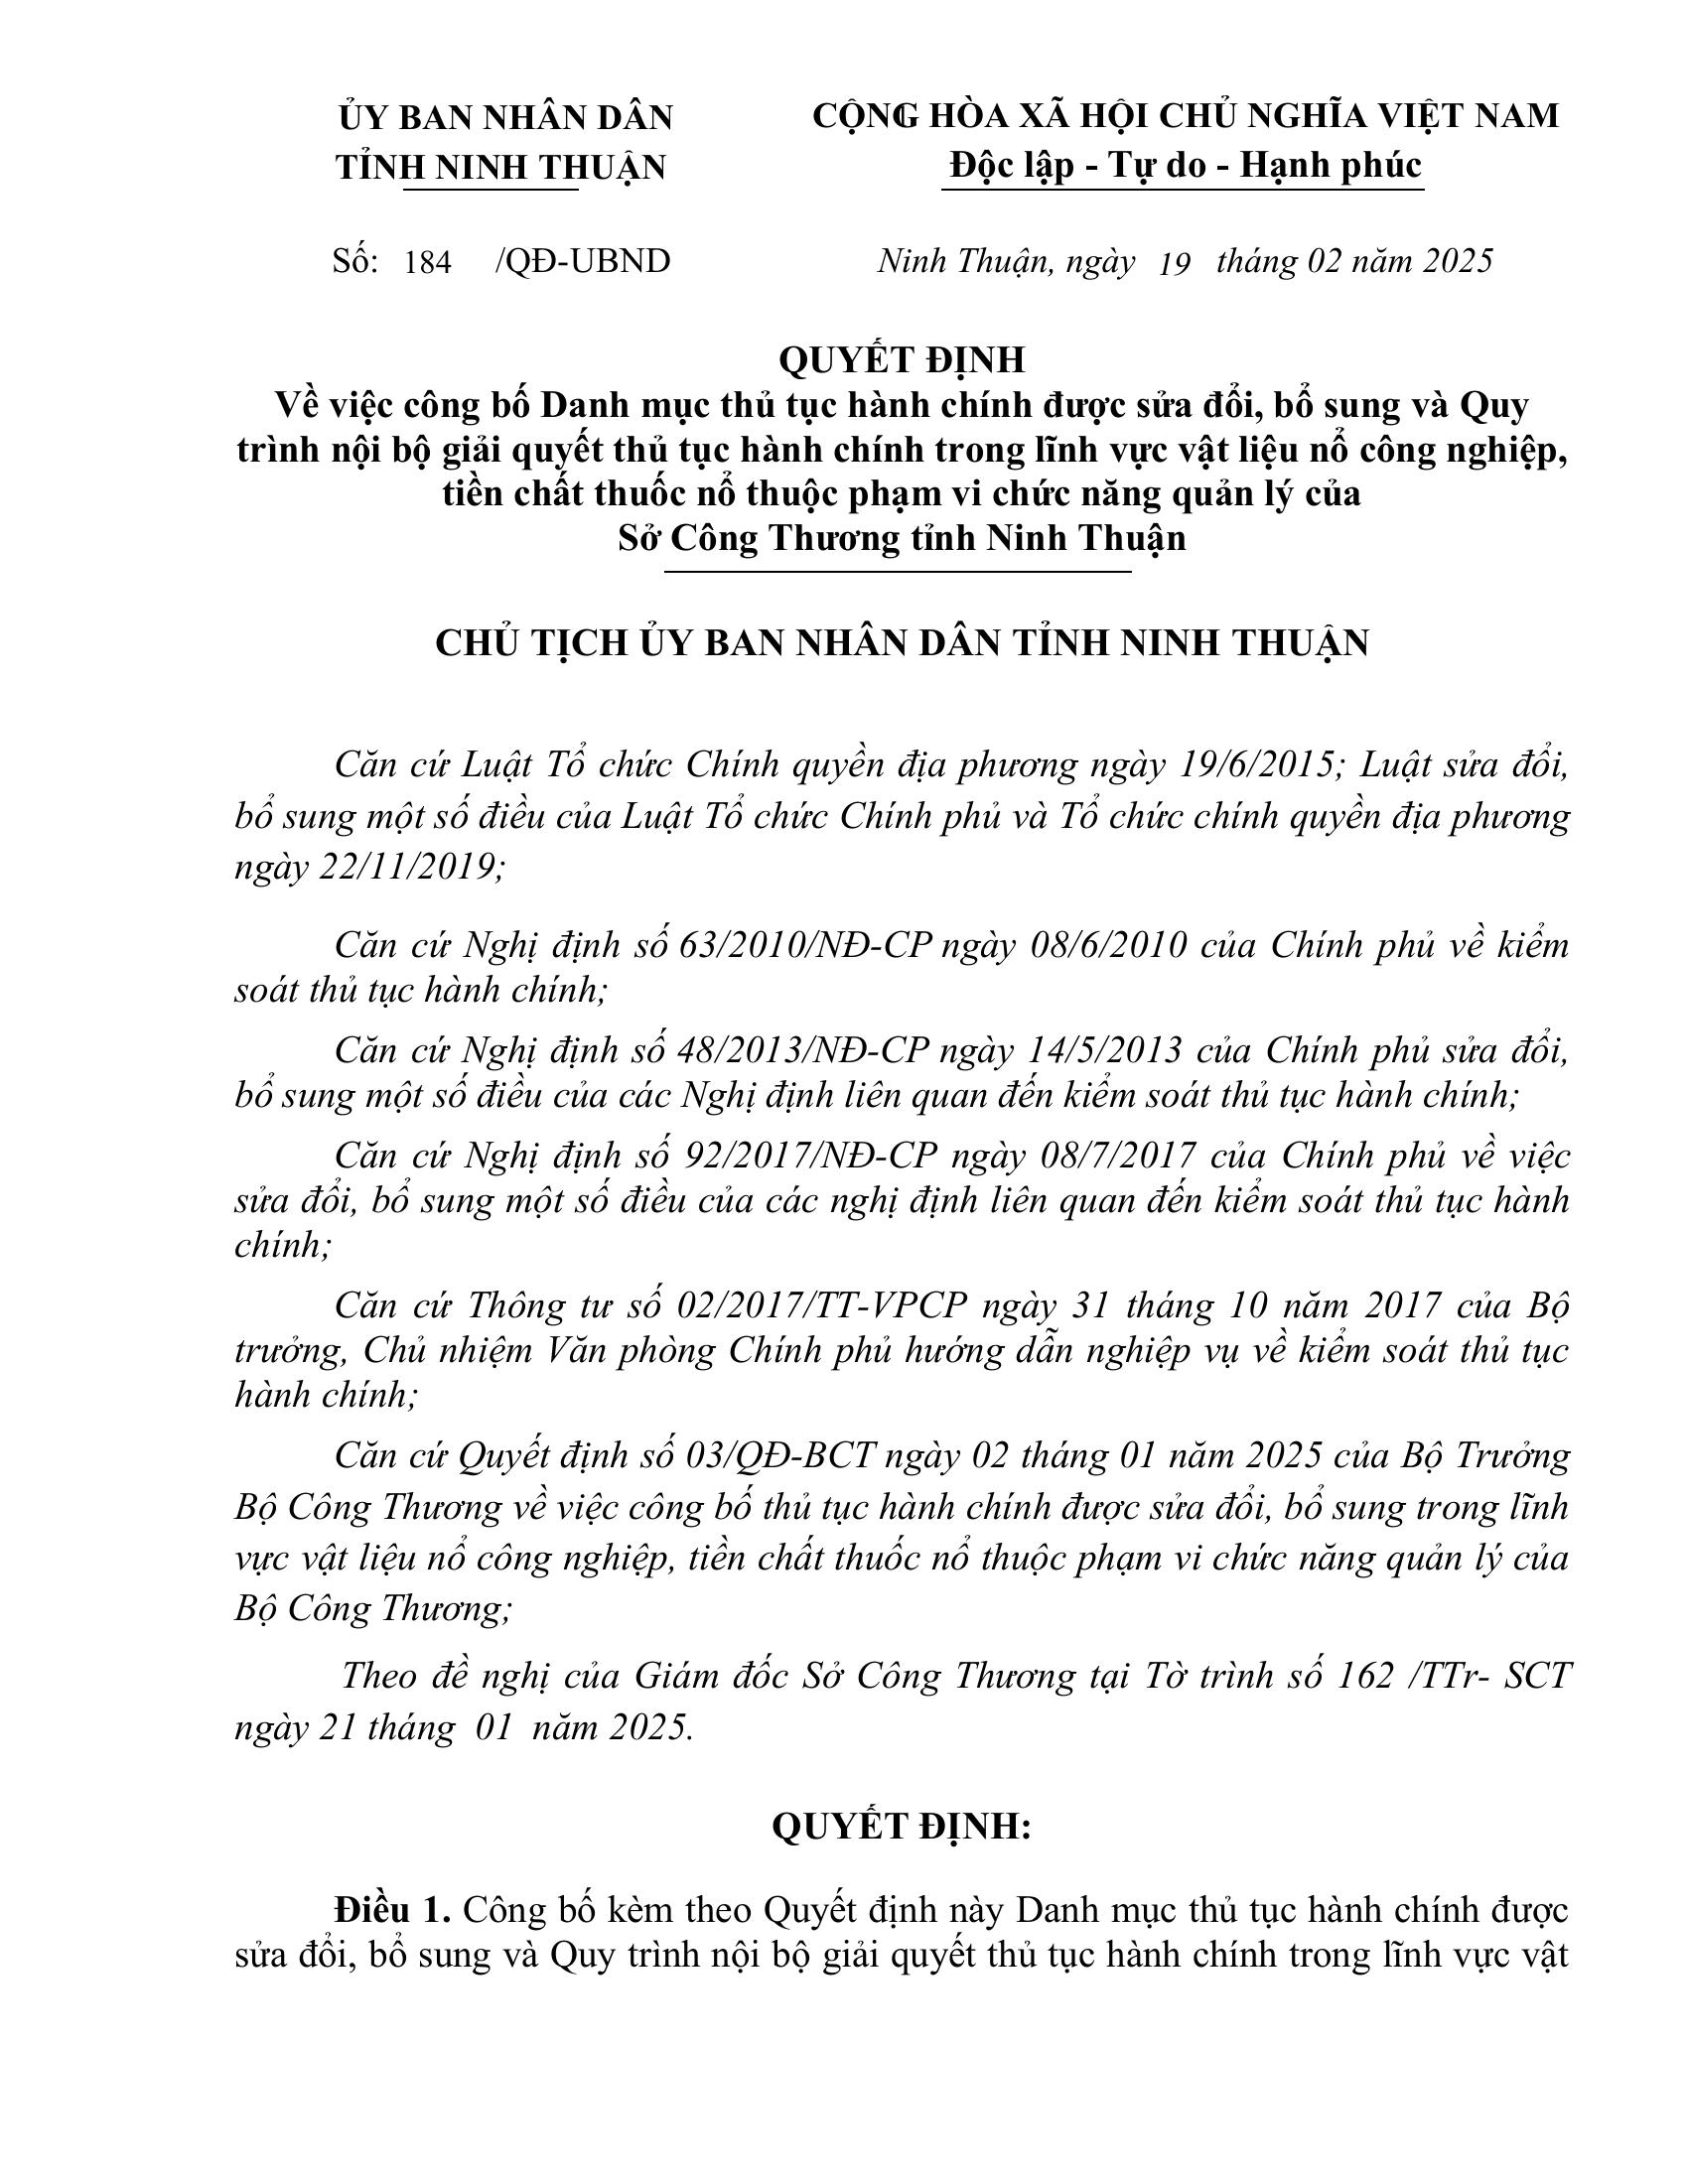 ỦY BAN NHÂN DÂN
TỈNH NINH THUẬN
CỘNG HÒA XÃ HỘI CHỦ NGHĨA VIỆT NAM
Độc lập - Tự do - Hạnh phúc
Số: 184 /QĐ-UBND
Ninh Thuận, ngày 19 tháng 02 năm 2025
QUYẾT ĐỊNH
Về việc công bố Danh mục thủ tục hành chính được sửa đổi, bổ sung và Quy
trình nội bộ giải quyết thủ tục hành chính trong lĩnh vực vật liệu nổ công nghiệp,
tiền chất thuốc nổ thuộc phạm vi chức năng quản lý của
Sở Công Thương tỉnh Ninh Thuận
CHỦ TỊCH ỦY BAN NHÂN DÂN TỈNH NINH THUẬN
Căn cứ Luật Tổ chức Chính quyền địa phương ngày 19/6/2015; Luật sửa đổi,
bổ sung một số điều của Luật Tổ chức Chính phủ và Tổ chức chính quyền địa phương
ngày 22/11/2019;
Căn cứ Nghị định số 63/2010/NĐ-CP ngày 08/6/2010 của Chính phủ về kiểm
soát thủ tục hành chính;
Căn cứ Nghị định số 48/2013/NĐ-CP ngày 14/5/2013 của Chính phủ sửa đổi,
bổ sung một số điều của các Nghị định liên quan đến kiểm soát thủ tục hành chính;
Căn cứ Nghị định số 92/2017/NĐ-CP ngày 08/7/2017 của Chính phủ về việc
sửa đổi, bổ sung một số điều của các nghị định liên quan đến kiểm soát thủ tục hành
chính;
Căn cứ Thông tư số 02/2017/TT-VPCP ngày 31 tháng 10 năm 2017 của Bộ
trưởng, Chủ nhiệm Văn phòng Chính phủ hướng dẫn nghiệp vụ về kiểm soát thủ tục
hành chính;
Căn cứ Quyết định số 03/QĐ-BCT ngày 02 tháng 01 năm 2025 của Bộ Trưởng
Bộ Công Thương về việc công bố thủ tục hành chính được sửa đổi, bổ sung trong lĩnh
vực vật liệu nổ công nghiệp, tiền chất thuốc nổ thuộc phạm vi chức năng quản lý của
Bộ Công Thương;
Theo đề nghị của Giám đốc Sở Công Thương tại Tờ trình số 162 /TTr- SCT
ngày 21 tháng 01 năm 2025.
QUYẾT ĐỊNH:
Điều 1. Công bố kèm theo Quyết định này Danh mục thủ tục hành chính được
sửa đổi, bổ sung và Quy trình nội bộ giải quyết thủ tục hành chính trong lĩnh vực vật